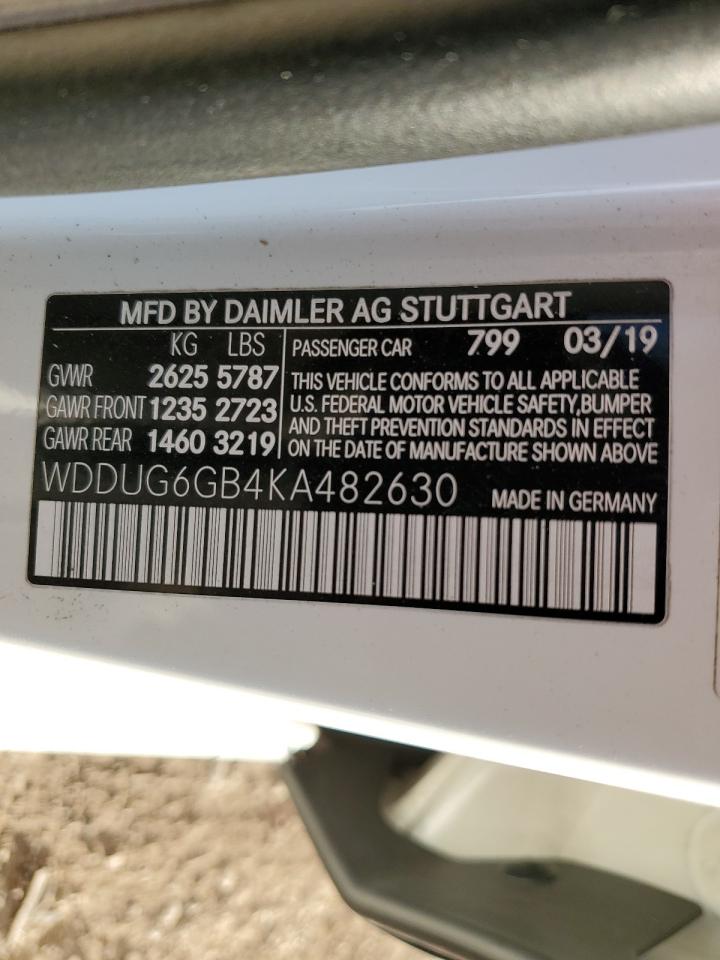 MFD BY DAIMLER AG STUTTGART
KG LBS
GVWR 2625 5787
GAWR FRONT 1235 2723
GAWR REAR 1460 3219
PASSENGER CAR 799 03/19
THIS VEHICLE CONFORMS TO ALL APPLICABLE
U.S. FEDERAL MOTOR VEHICLE SAFETY,BUMPER
AND THEFT PREVENTION STANDARDS IN EFFECT
ON THE DATE OF MANUFACTURE SHOWN ABOVE
WDDUG6GB4KA482630 MADE IN GERMANY